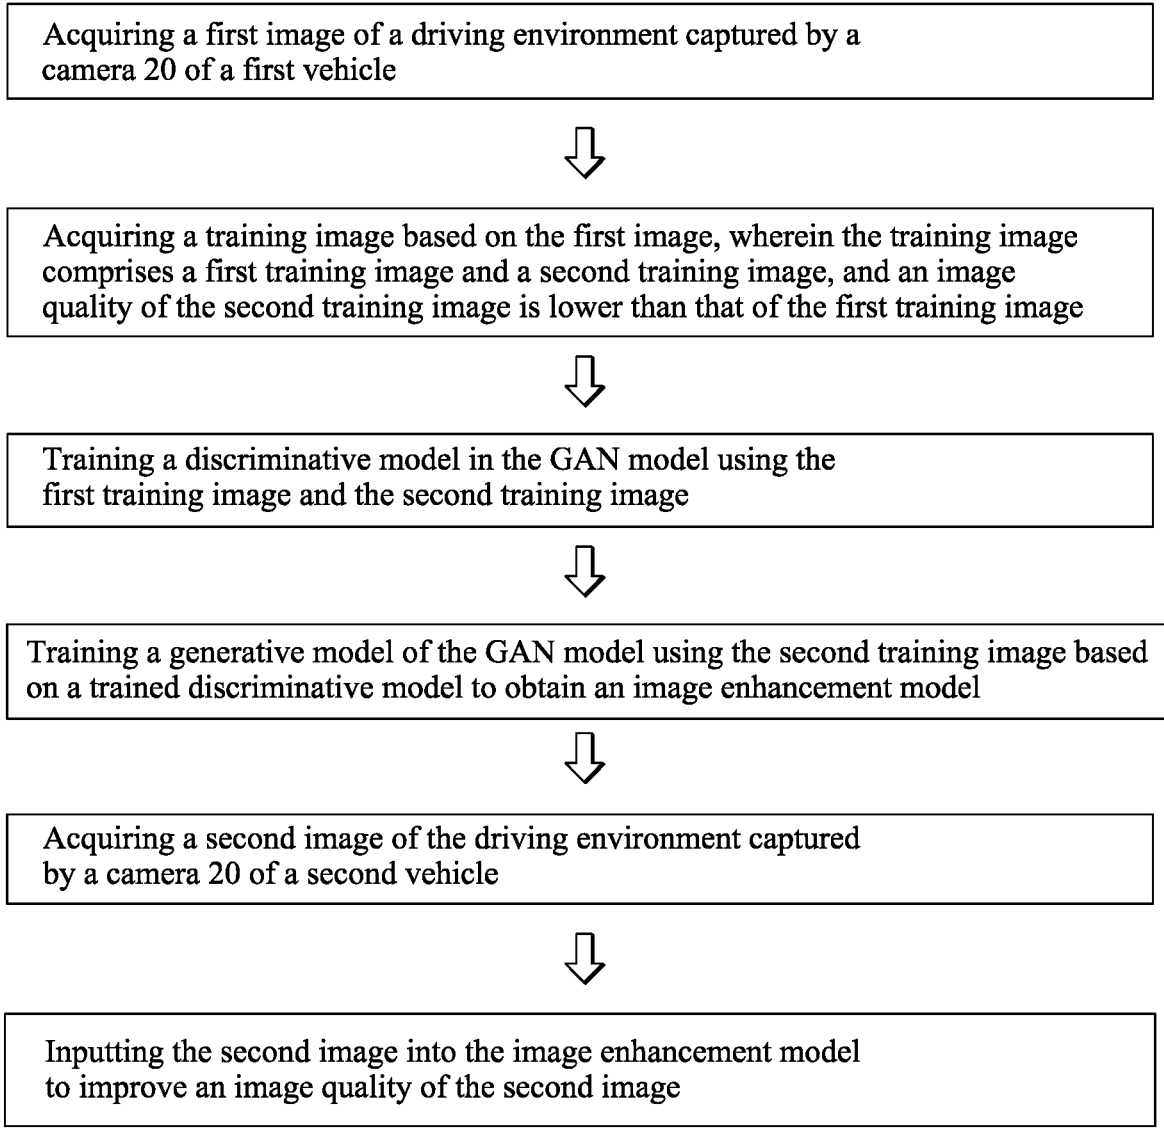 Acquiring a first image of a driving environment captured by a
camera 20 of a first vehicle
Acquiring a training image based on the first image, wherein the training image
comprises a first training image and a second training image, and an image
quality of the second training image is lower than that of the first training image
Training a discriminative model in the GAN model using the
first training image and the second training image
Training a generative model of the GAN model using the second training image based
on a trained discriminative model to obtain an image enhancement model
Acquiring a second image of the driving environment captured
by a camera 20 of a second vehicle
Inputting the second image into the image enhancement model
to improve an image quality of the second image